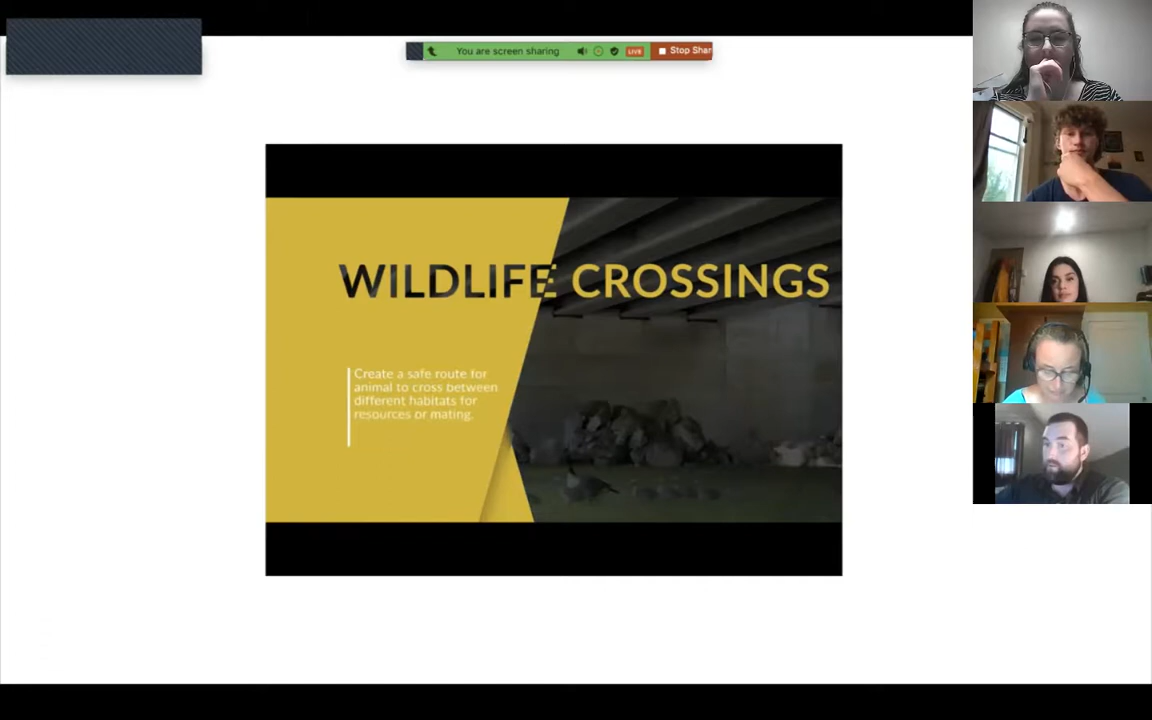 You are screen sharing
LIVE
Stop Shar
WILDLIFE CROSSINGS
Create a safe route for
animal to cross between
different habitats for
resources or mating.